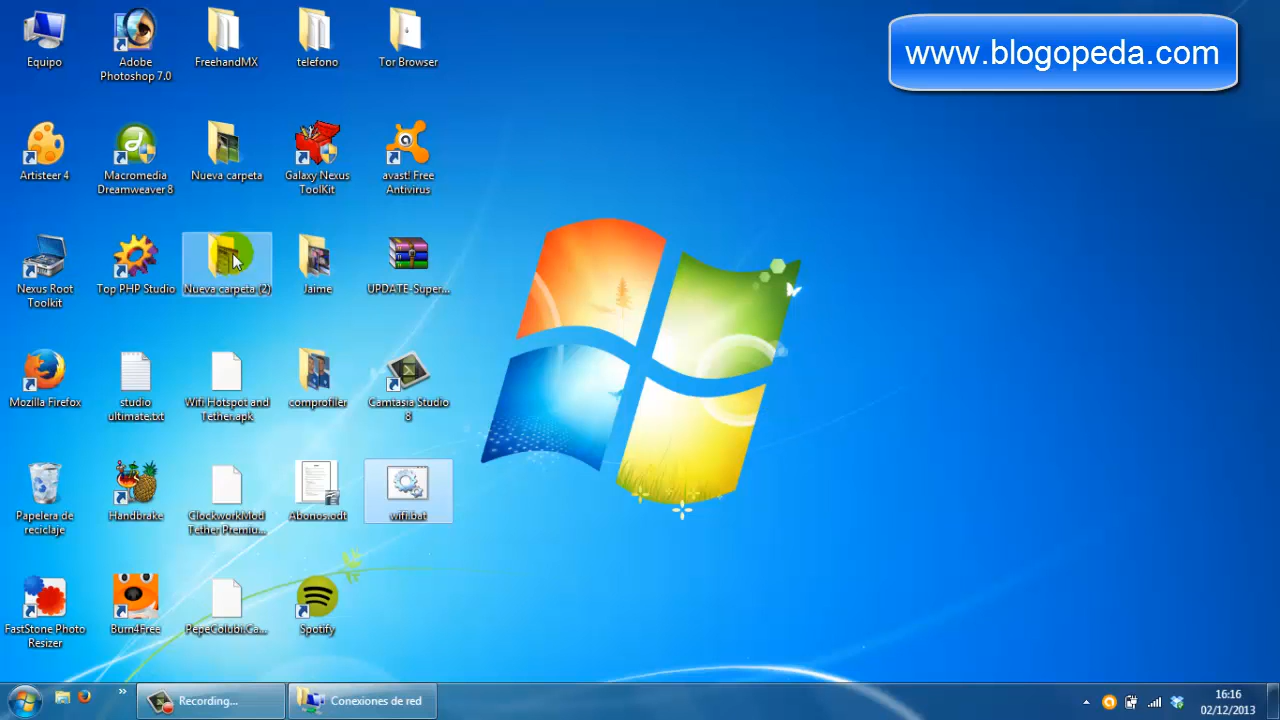 www.blogopeda.com
Equipo
Adobe
Photoshop 7.0
FreehandMX
telefono
Tor Browser
Artisteer 4
Macromedia
Dreamweaver 8
Nueva carpeta
Galaxy Nexus
ToolKit
avast! Free
Antivirus
Nexus Root
Toolkit
Top PHP Studio
Nueva carpeta (2)
Jaime
UPDATE-Super...
Mozilla Firefox
studio
ultimate.txt
Wifi Hotspot and
Tether.apk
comprofiler
Camtasia Studio
8
Papelera de
reciclaje
Handbrake
ClockworkMod
Tether Premiu...
Abonos.odt
wifi.bat
FastStone Photo
Resizer
Burn4Free
PepeColubi.Ca...
Spotify
Recording...
Conexiones de red
16:16
02/12/2013